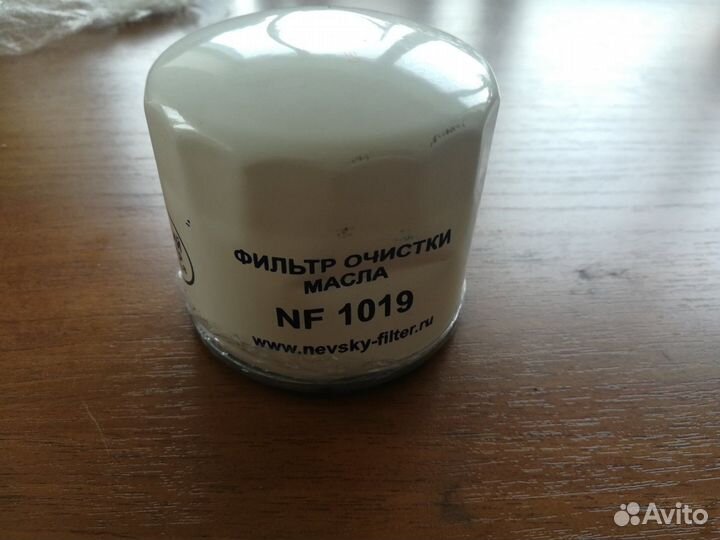 ФИЛЬТР ОЧИСТКИ
МАСЛА
NF 1019
www.nevsky-filter.ru
Avito